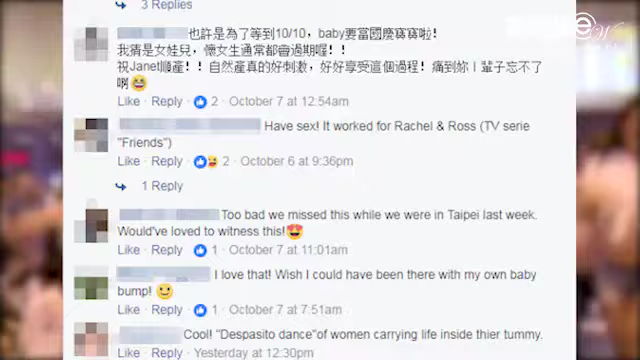 3 Replies
也許是為了等到10/10，baby要當國慶寶寶啦！
我猜是女娃兒，懷女生通常都會過期喔！！
祝Janet順產！！自然產真的好刺激，好好享受這個過程！痛到妳ㄧ輩子忘不了
啊
Like · Reply · 2 · October 7 at 12:54am
Have sex! It worked for Rachel & Ross (TV serie
"Friends")
Like · Reply · 2 · October 6 at 9:36pm
1 Reply
Too bad we missed this while we were in Taipei last week.
Would've loved to witness this!
Like · Reply · 1 · October 7 at 11:01am
I love that! Wish I could have been there with my own baby
bump!
Like · Reply · 1 · October 7 at 7:51am
Cool! "Despasito dance"of women carrying life inside thier tummy.
Like · Reply · Yesterday at 12:30pm